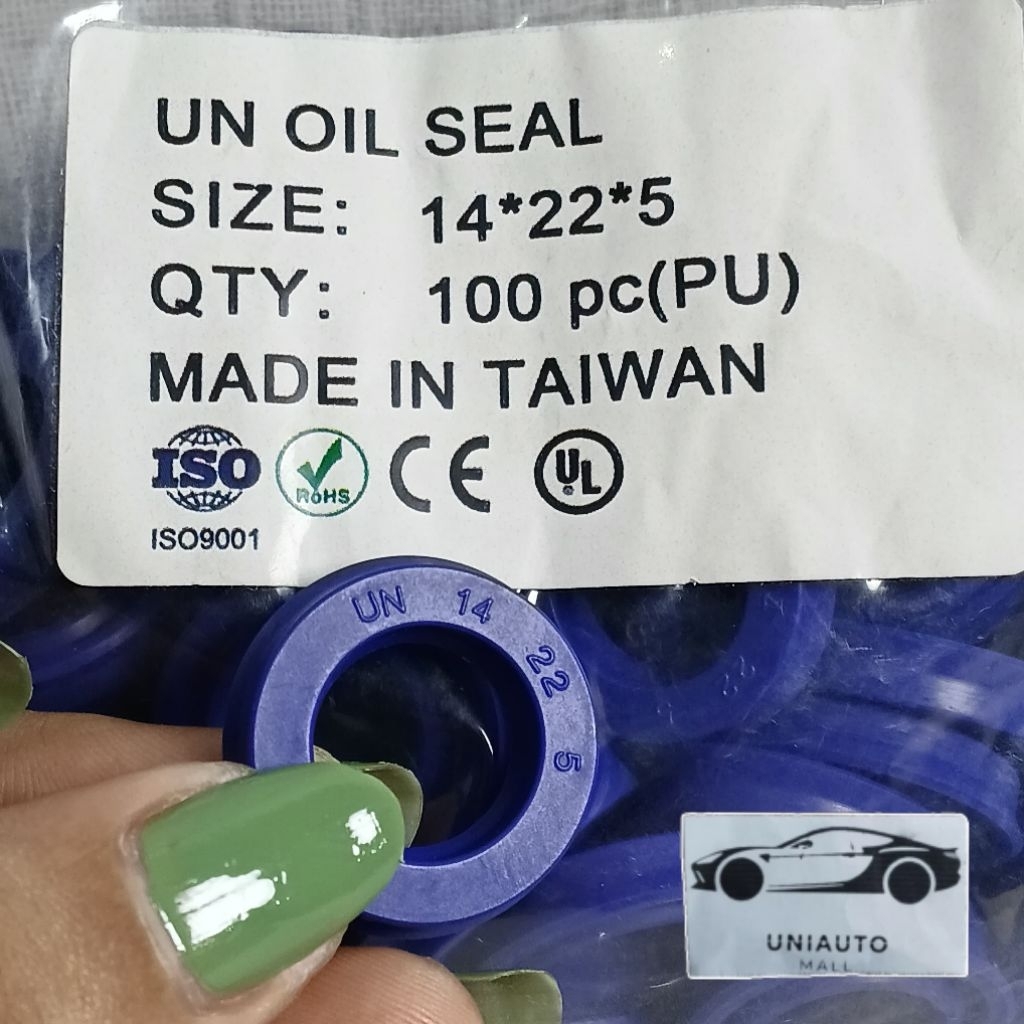 UN OIL SEAL
SIZE: 14*22*5
QTY: 100 pc(PU)
MADE IN TAIWAN
ISO RoHS CE UL
ISO9001
UN 14 22 5
UNIAUTO
MALL